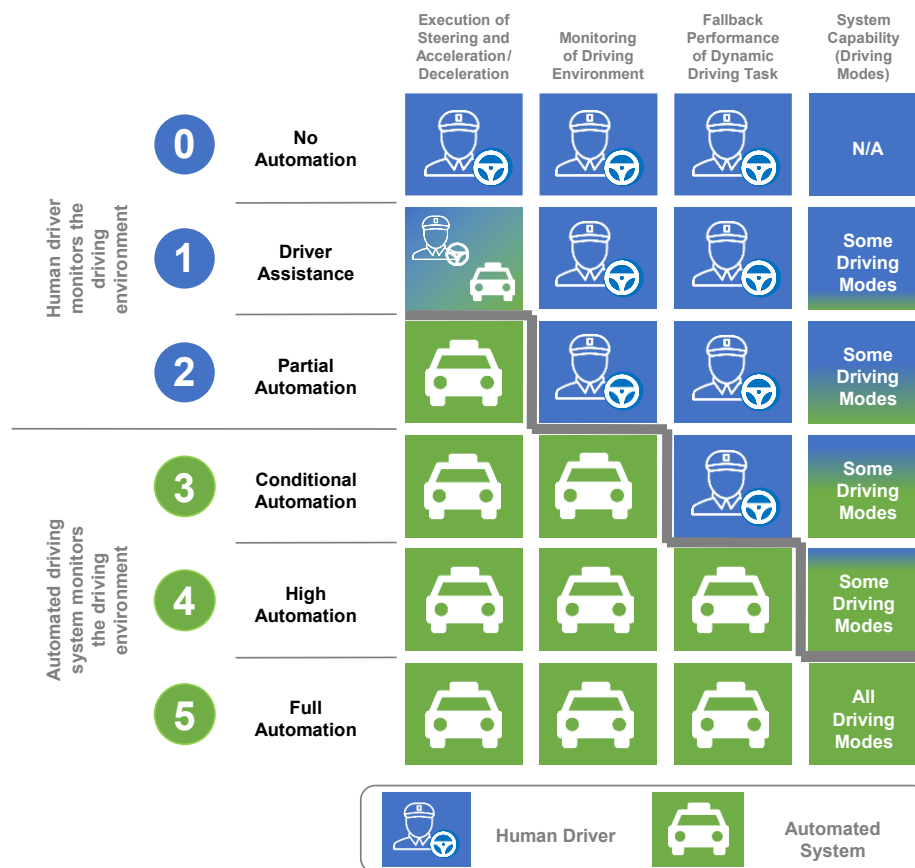 Execution of
Steering and
Acceleration/
Deceleration
Monitoring
of Driving
Environment
Fallback
Performance
of Dynamic
Driving Task
System
Capability
(Driving
Modes)
Human driver
monitors the
driving
environment
0
No
Automation
N/A
1
Driver
Assistance
Some
Driving
Modes
2
Partial
Automation
Some
Driving
Modes
Automated driving
system monitors
the driving
environment
3
Conditional
Automation
Some
Driving
Modes
4
High
Automation
Some
Driving
Modes
5
Full
Automation
All
Driving
Modes
Human Driver
Automated
System